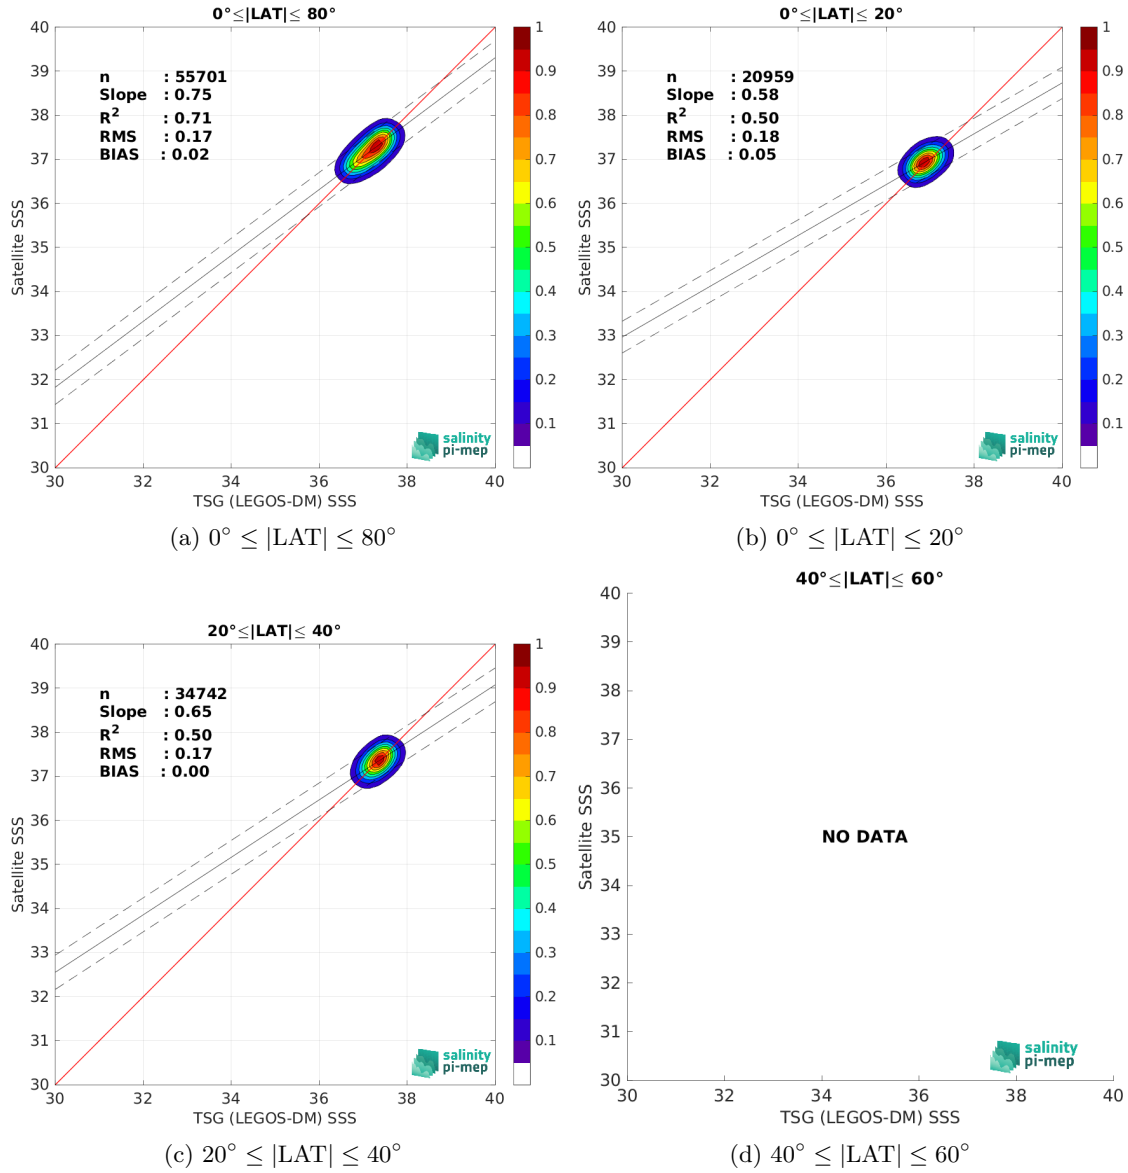 0°≤|LAT|≤ 80°
40
39
38
37
36
35
34
33
32
31
30
Satellite SSS
n : 55701
Slope : 0.75
R² : 0.71
RMS : 0.17
BIAS : 0.02
salinity
pi-mep
30 32 34 36 38 40
TSG (LEGOS-DM) SSS
1
0.9
0.8
0.7
0.6
0.5
0.4
0.3
0.2
0.1
(a) 0° ≤ |LAT| ≤ 80°
0°≤|LAT|≤ 20°
40
39
38
37
36
35
34
33
32
31
30
Satellite SSS
n : 20959
Slope : 0.58
R² : 0.50
RMS : 0.18
BIAS : 0.05
salinity
pi-mep
30 32 34 36 38 40
TSG (LEGOS-DM) SSS
1
0.9
0.8
0.7
0.6
0.5
0.4
0.3
0.2
0.1
(b) 0° ≤ |LAT| ≤ 20°
20°≤|LAT|≤ 40°
40
39
38
37
36
35
34
33
32
31
30
Satellite SSS
n : 34742
Slope : 0.65
R² : 0.50
RMS : 0.17
BIAS : 0.00
salinity
pi-mep
30 32 34 36 38 40
TSG (LEGOS-DM) SSS
1
0.9
0.8
0.7
0.6
0.5
0.4
0.3
0.2
0.1
(c) 20° ≤ |LAT| ≤ 40°
40°≤|LAT|≤ 60°
40
39
38
37
36
35
34
33
32
31
30
Satellite SSS
NO DATA
salinity
pi-mep
30 32 34 36 38 40
TSG (LEGOS-DM) SSS
(d) 40° ≤ |LAT| ≤ 60°